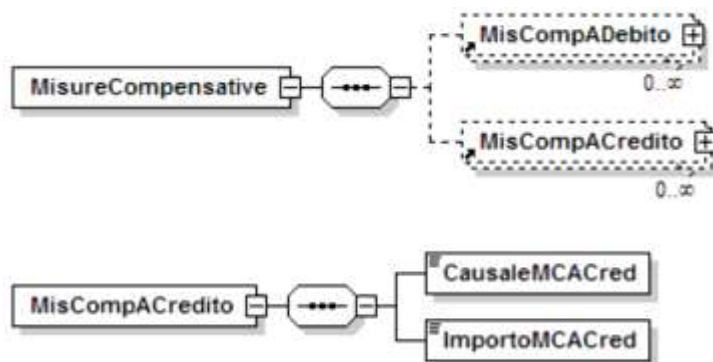 MisCompADebito
0..∞
MisureCompensative
MisCompACredito
0..∞
CausaleMCACred
MisCompACredito
ImportoMCACred